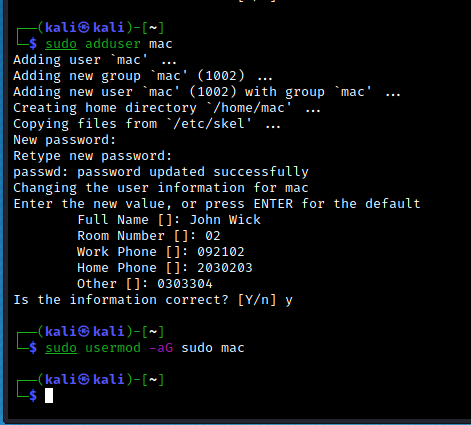 ┌──(kali㉿kali)-[~]
└─$ sudo adduser mac
Adding user `mac' ...
Adding new group `mac' (1002) ...
Adding new user `mac' (1002) with group `mac' ...
Creating home directory `/home/mac' ...
Copying files from `/etc/skel' ...
New password:
Retype new password:
passwd: password updated successfully
Changing the user information for mac
Enter the new value, or press ENTER for the default
Full Name []: John Wick
Room Number []: 02
Work Phone []: 092102
Home Phone []: 2030203
Other []: 0303304
Is the information correct? [Y/n] y
┌──(kali㉿kali)-[~]
└─$ sudo usermod -aG sudo mac
┌──(kali㉿kali)-[~]
└─$